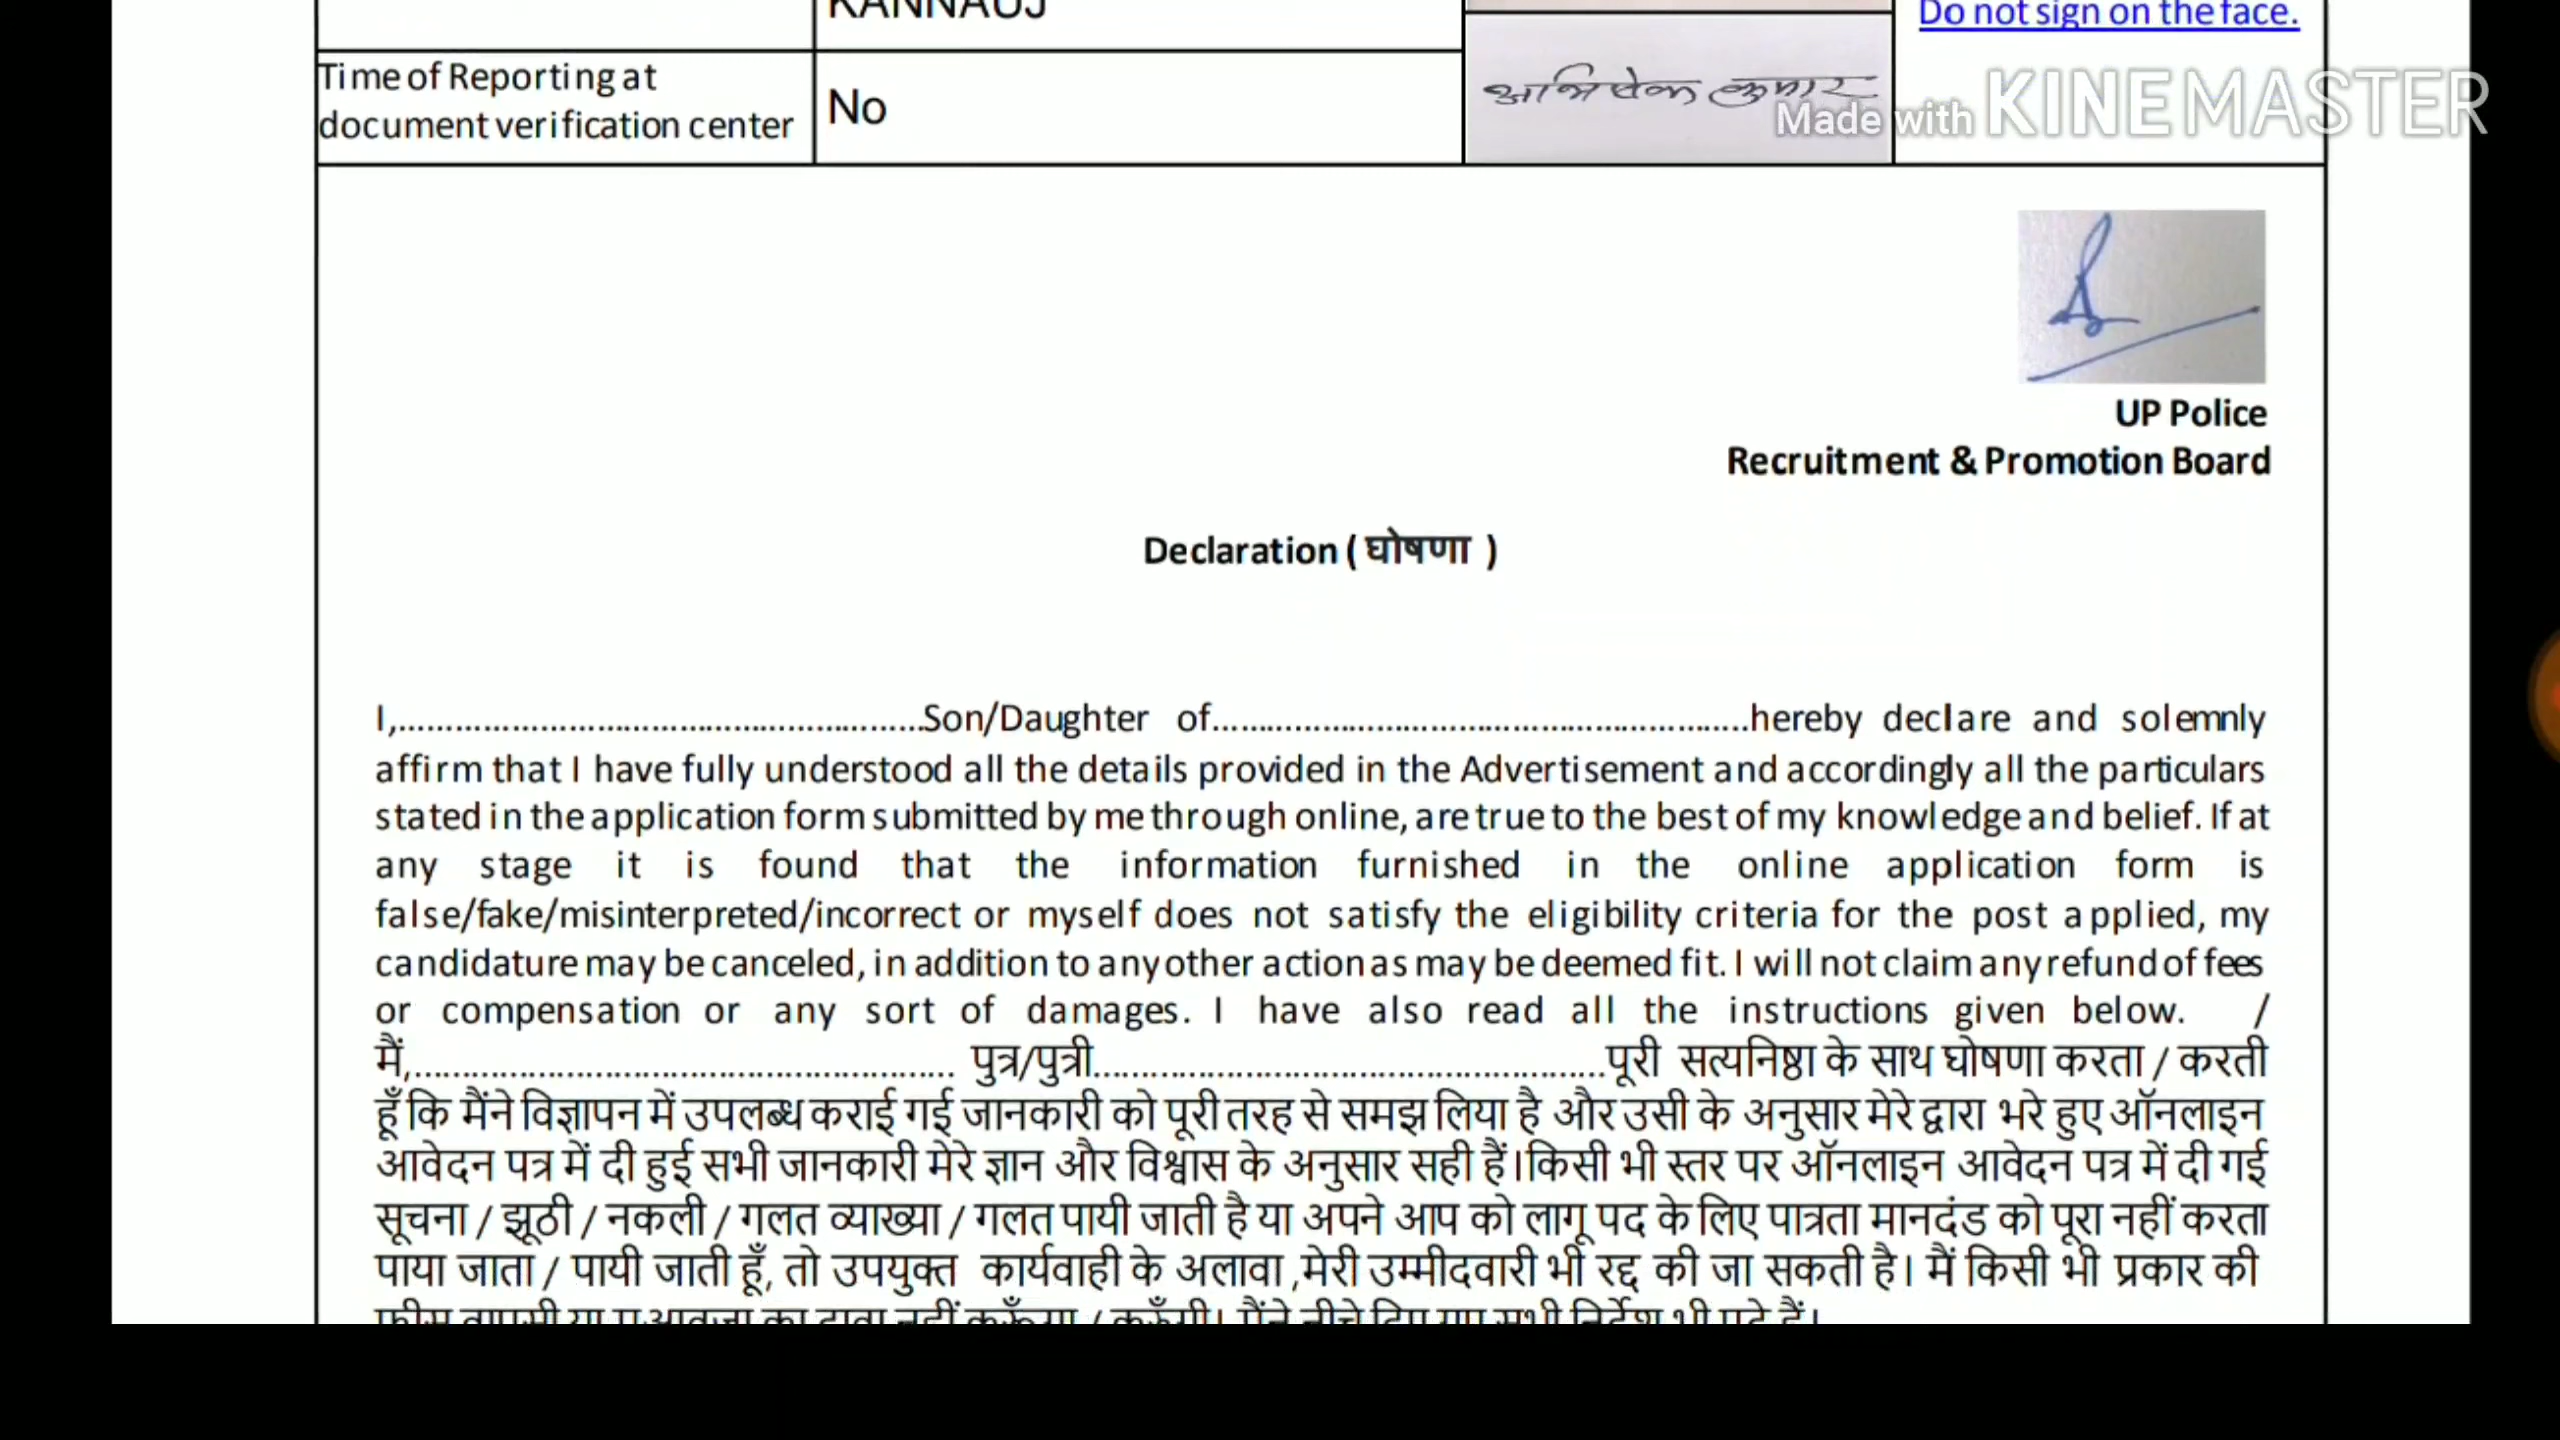 KANNAUJ
Do not sign on the face.
Time of Reporting at
document verification center
No
अभिषेक कुमार
Made with KINEMASTER
UP Police
Recruitment & Promotion Board
Declaration ( घोषणा )
I,....................................................Son/Daughter of.....................................................hereby declare and solemnly
affirm that I have fully understood all the details provided in the Advertisement and accordingly all the particulars
stated in the application form submitted by me through online, are true to the best of my knowledge and belief. If at
any stage it is found that the information furnished in the online application form is
false/fake/misinterpreted/incorrect or myself does not satisfy the eligibility criteria for the post applied, my
candidature may be canceled, in addition to any other action as may be deemed fit. I will not claim any refund of fees
or compensation or any sort of damages. I have also read all the instructions given below. /
मैं,...................................................... पुत्र/पुत्री...................................................पूरी सत्यनिष्ठा के साथ घोषणा करता / करती
हूँ कि मैंने विज्ञापन में उपलब्ध कराई गई जानकारी को पूरी तरह से समझ लिया है और उसी के अनुसार मेरे द्वारा भरे हुए ऑनलाइन
आवेदन पत्र में दी हुई सभी जानकारी मेरे ज्ञान और विश्वास के अनुसार सही हैं।किसी भी स्तर पर ऑनलाइन आवेदन पत्र में दी गई
सूचना / झूठी / नकली / गलत व्याख्या / गलत पायी जाती है या अपने आप को लागू पद के लिए पात्रता मानदंड को पूरा नहीं करता
पाया जाता / पायी जाती हूँ, तो उपयुक्त कार्यवाही के अलावा ,मेरी उम्मीदवारी भी रद्द की जा सकती है। मैं किसी भी प्रकार की
फीस वापसी या मुआवजा का दावा नहीं करूँगा / करूँगी। मैंने नीचे दिए गए सभी निर्देश भी पढ़े हैं।